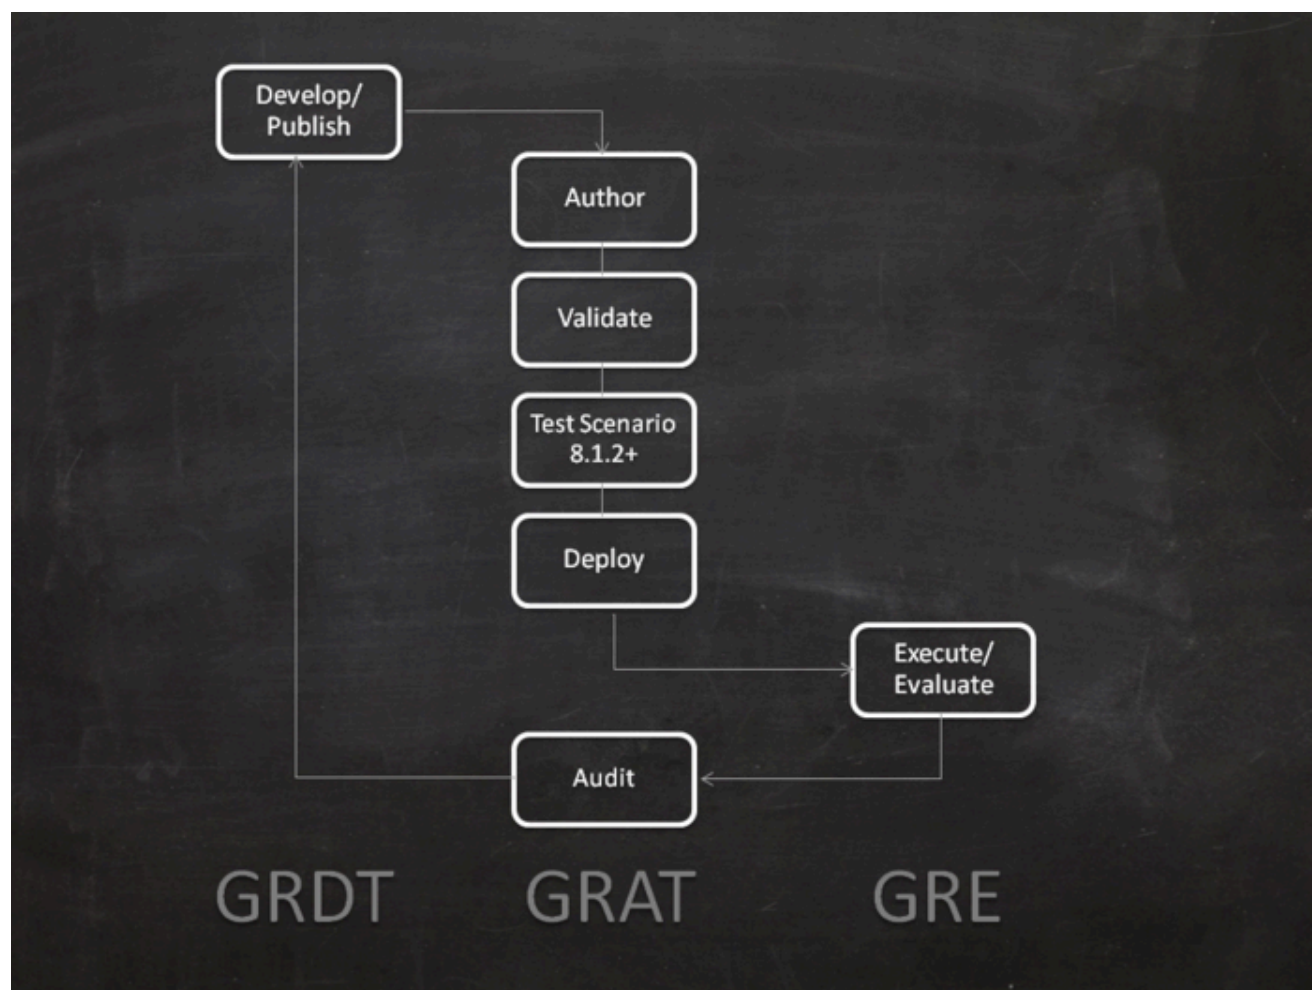 Develop/
Publish
Author
Validate
Test Scenario
8.1.2+
Deploy
Execute/
Evaluate
Audit
GRDT
GRAT
GRE